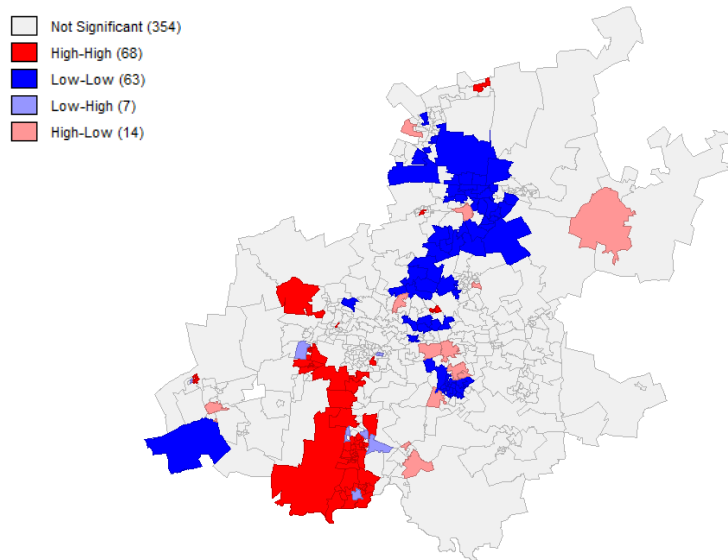 Not Significant (354)
High-High (68)
Low-Low (63)
Low-High (7)
High-Low (14)